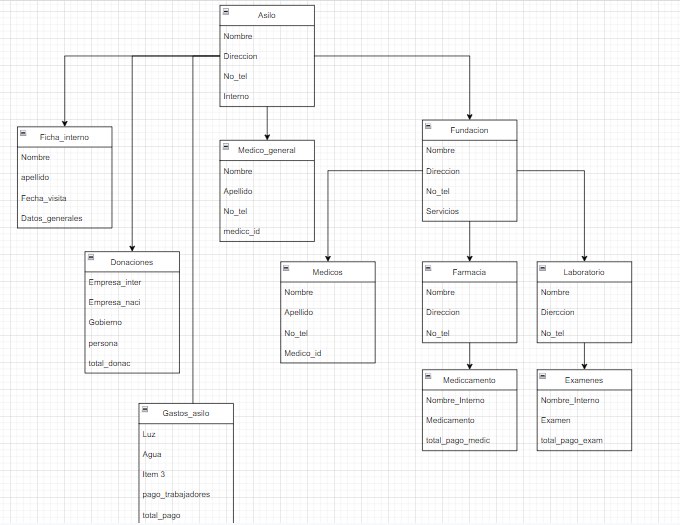 Asilo
Nombre
Direccion
No_tel
Interno
Ficha_interno
Nombre
apellido
Fecha_visita
Datos_generales
Medico_general
Nombre
Apellido
No_tel
medicc_id
Fundacion
Nombre
Direccion
No_tel
Servicios
Donaciones
Empresa_inter
Empresa_naci
Gobierno
persona
total_donac
Medicos
Nombre
Apellido
No_tel
Medico_id
Farmacia
Nombre
Direccion
No_tel
Laboratorio
Nombre
Dierccion
No_tel
Mediccamento
Nombre_Interno
Medicamento
total_pago_medic
Examenes
Nombre_Interno
Examen
total_pago_exam
Gastos_asilo
Luz
Agua
Item 3
pago_trabajadores
total_pago